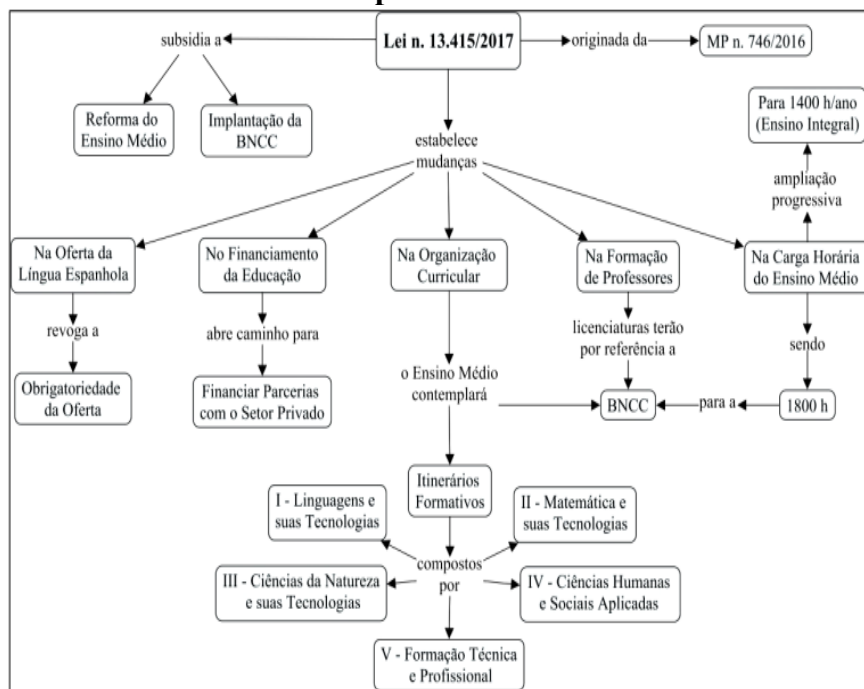 Lei n. 13.415/2017
subsidia a
originada da
MP n. 746/2016
Reforma do
Ensino Médio
Implantação da
BNCC
Para 1400 h/ano
(Ensino Integral)
estabelece
mudanças
ampliação
progressiva
Na Oferta da
Língua Espanhola
No Financiamento
da Educação
Na Organização
Curricular
Na Formação
de Professores
Na Carga Horária
do Ensino Médio
revoga a
abre caminho para
licenciaturas terão
por referência a
sendo
o Ensino Médio
contemplará
Obrigatoriedade
da Oferta
Financiar Parcerias
com o Setor Privado
BNCC
para a
1800 h
Itinerários
Formativos
I - Linguagens e
suas Tecnologias
II - Matemática e
suas Tecnologias
compostos
por
III - Ciências da Natureza
e suas Tecnologias
IV - Ciências Humanas
e Sociais Aplicadas
V - Formação Técnica
e Profissional